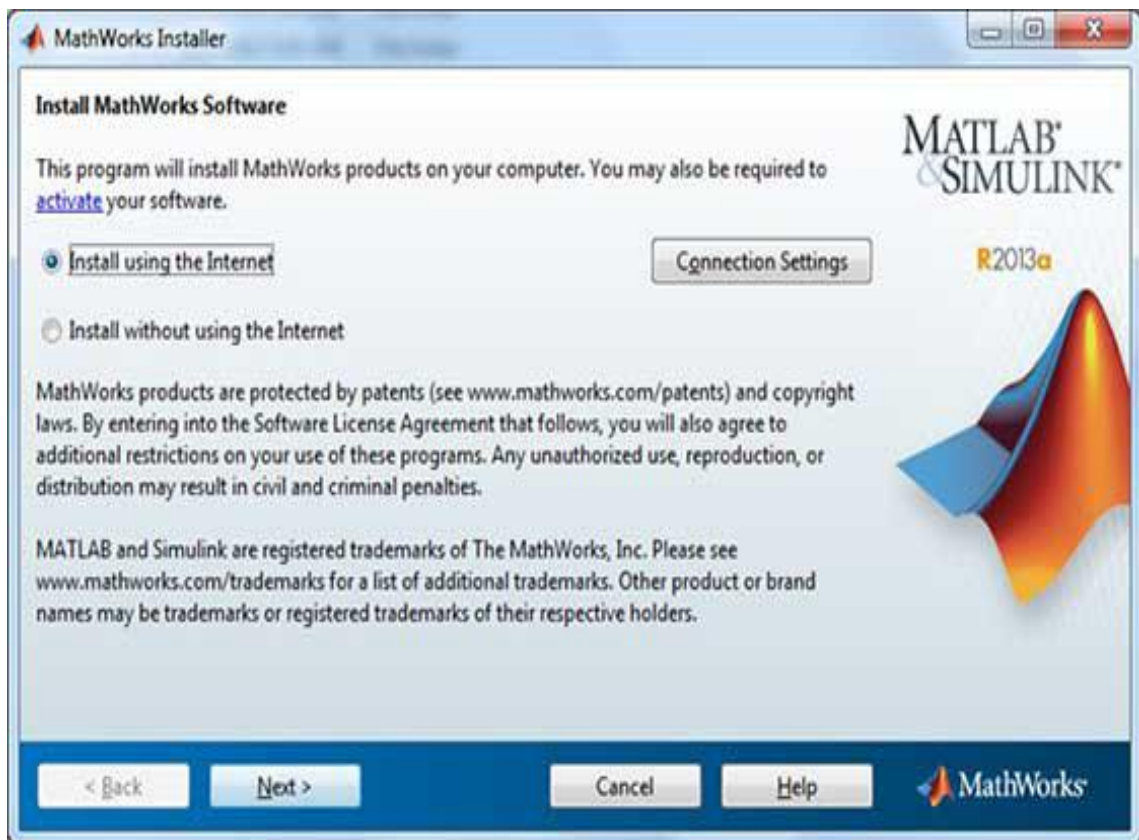 MathWorks Installer
Install MathWorks Software
This program will install MathWorks products on your computer. You may also be required to
activate your software.
Install using the Internet
Connection Settings
Install without using the Internet
MathWorks products are protected by patents (see www.mathworks.com/patents) and copyright
laws. By entering into the Software License Agreement that follows, you will also agree to
additional restrictions on your use of these programs. Any unauthorized use, reproduction, or
distribution may result in civil and criminal penalties.
MATLAB and Simulink are registered trademarks of The MathWorks, Inc. Please see
www.mathworks.com/trademarks for a list of additional trademarks. Other product or brand
names may be trademarks or registered trademarks of their respective holders.
MATLAB®
&SIMULINK®
R2013a
< Back
Next >
Cancel
Help
MathWorks®